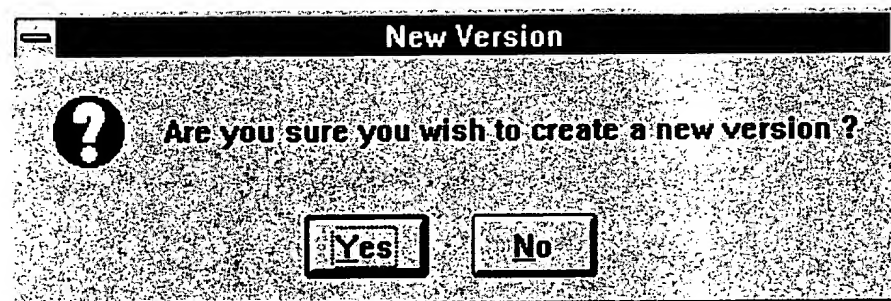 New Version
Are you sure you wish to create a new version ?
Yes
No